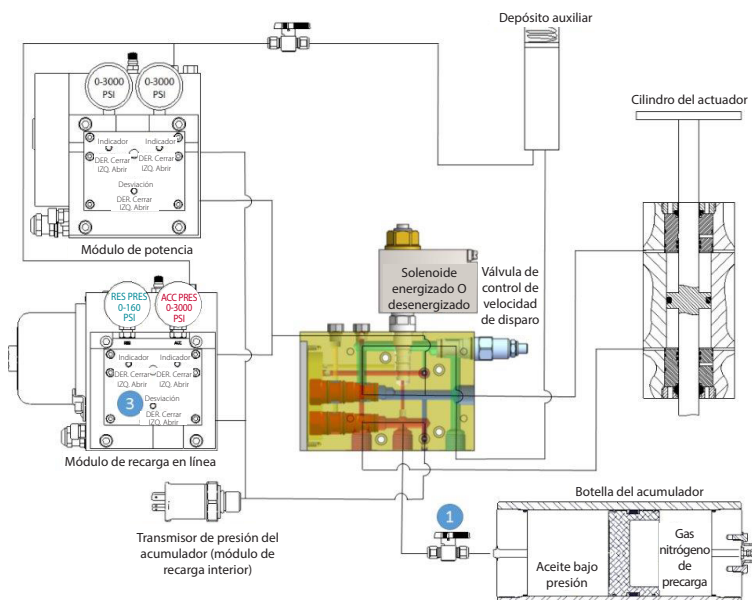 Depósito auxiliar
Cilindro del actuador
0-3000
PSI
0-3000
PSI
Indicador
Indicador
DER. Cerrar
IZQ. Abrir
DER. Cerrar
IZQ. Abrir
Desviación
DER. Cerrar
IZQ. Abrir
Módulo de potencia
Solenoide
energizado O
desenergizado
Válvula de
control de
velocidad
de disparo
RES PRES
0-160
PSI
ACC PRES
0-3000
PSI
RES
ACC
Indicador
Indicador
DER. Cerrar
IZQ. Abrir
DER. Cerrar
IZQ. Abrir
3
Desviación
DER. Cerrar
IZQ. Abrir
Módulo de recarga en línea
Transmisor de presión del
acumulador (módulo de
recarga interior)
1
Botella del acumulador
Aceite bajo
presión
Gas
nitrógeno
de
precarga